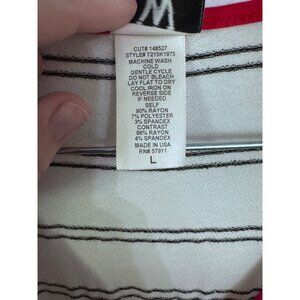 W
CUT# 148527
STYLE# T215K1975
MACHINE WASH
COLD
GENTLE CYCLE
DO NOT BLEACH
LAY FLAT TO DRY
COOL IRON ON
REVERSE SIDE
IF NEEDED
SELF
90% RAYON
7% POLYESTER
3% SPANDEX
CONTRAST
96% RAYON
4% SPANDEX
MADE IN USA
RN# 57911
L